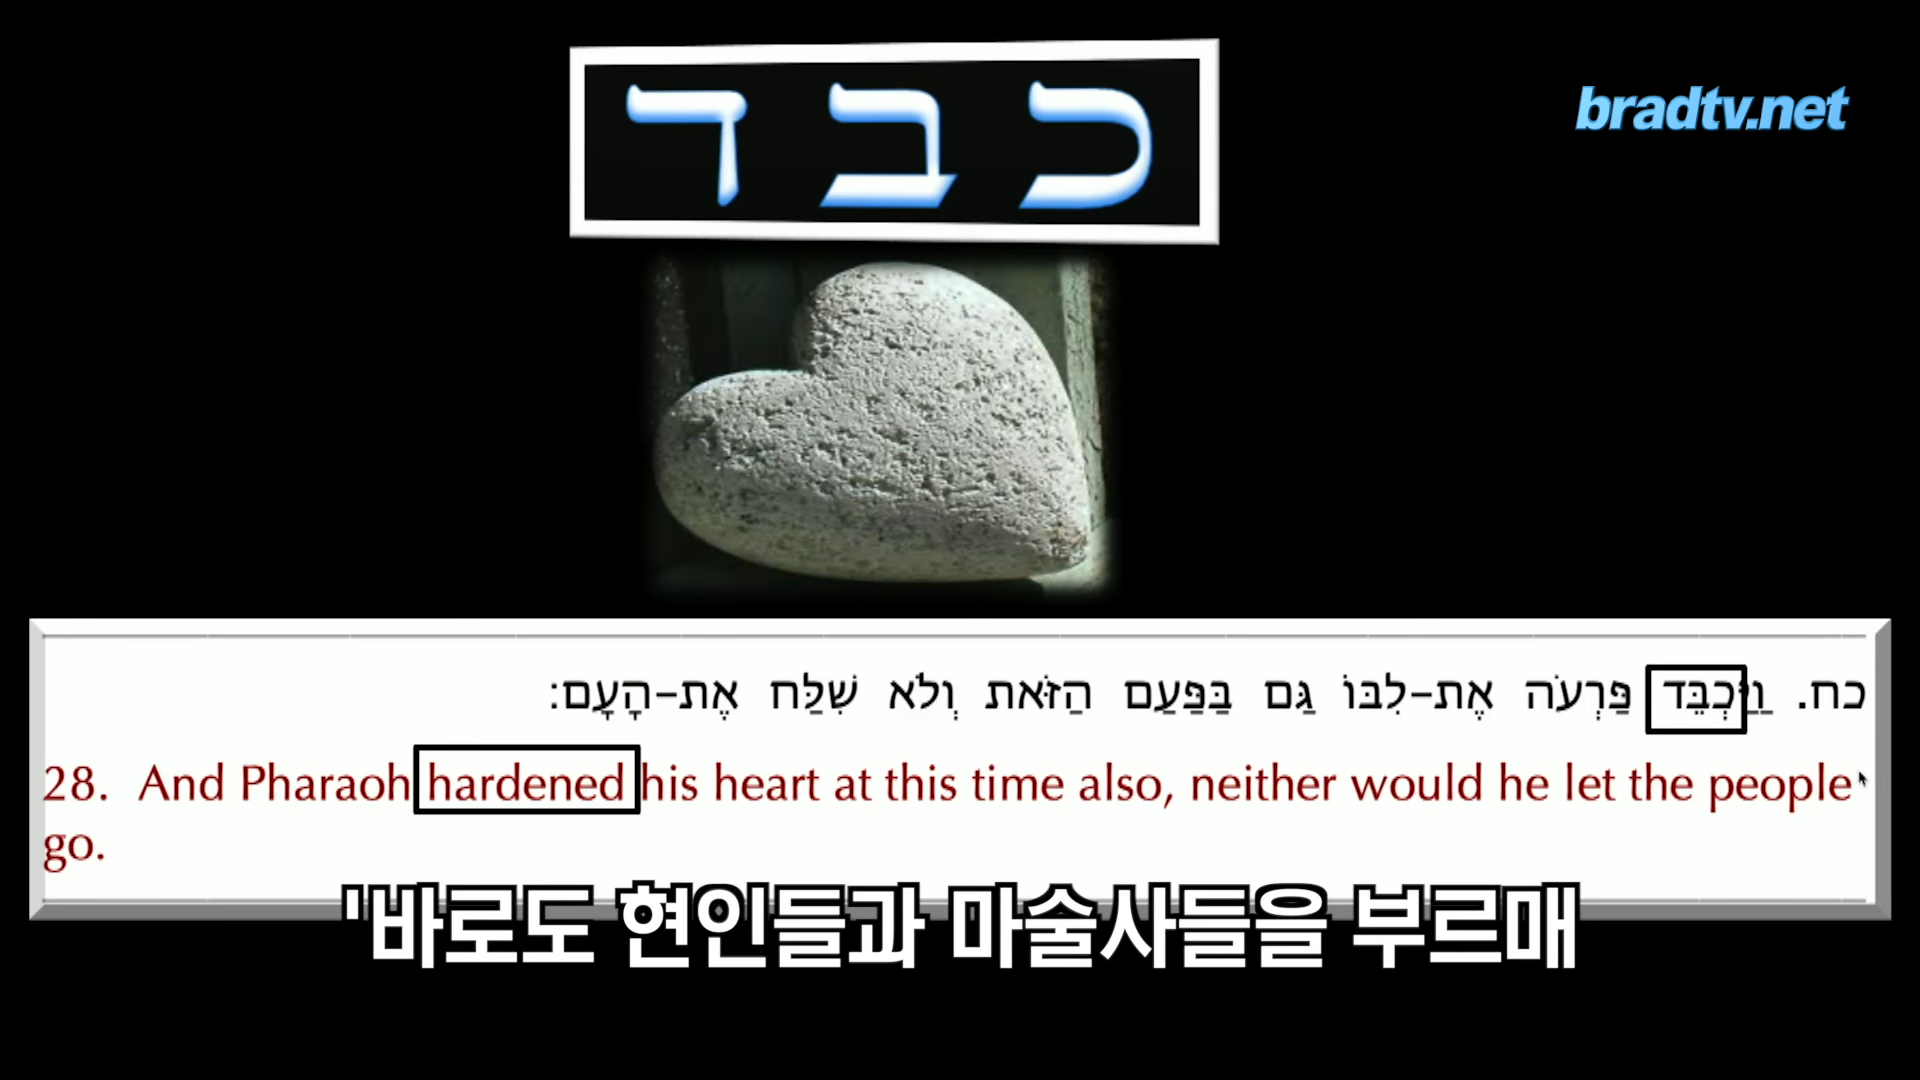 כבד
bradtv.net
כח. וַיַּכְבֵּד פַּרְעֹה אֶת-לִבּוֹ גַּם בַּפַּעַם הַזֹּאת וְלֹא שִׁלַּח אֶת-הָעָם:
28. And Pharaoh hardened his heart at this time also, neither would he let the people
go.
'바로도 현인들과 마술사들을 부르매